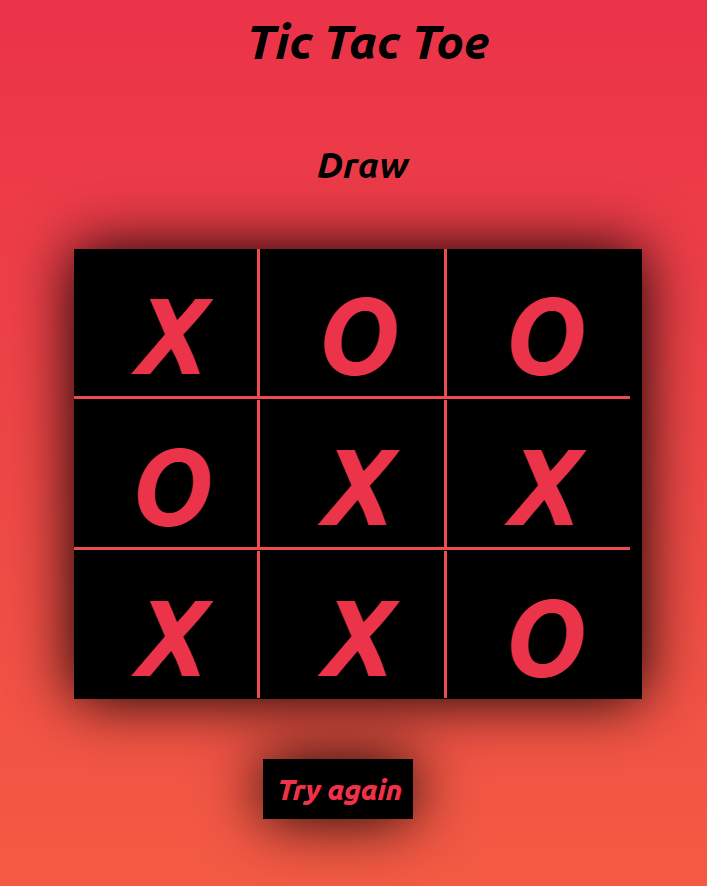 Tic Tac Toe
Draw
X O O
O X X
X X O
Try again